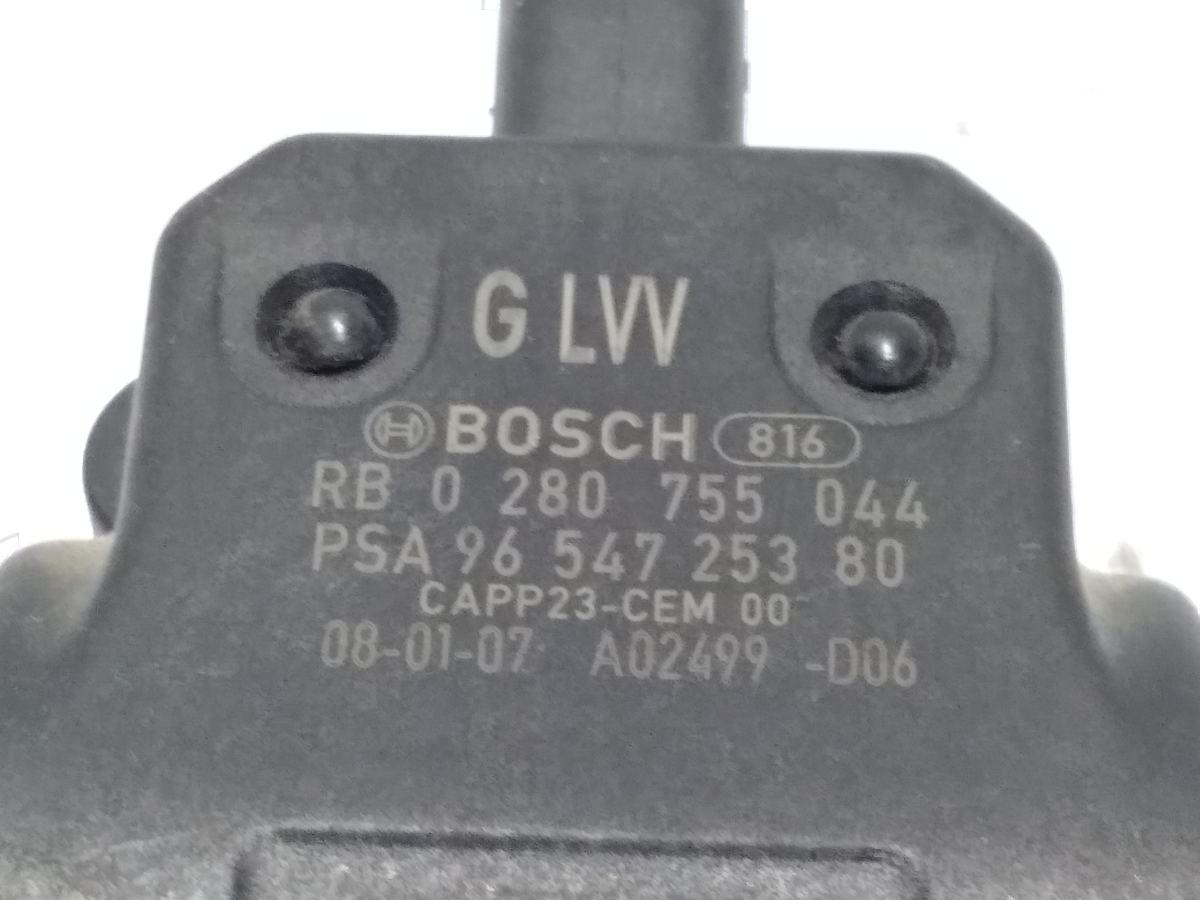 G LW
BOSCH 816
RB 0 280 755 044
PSA 96 547 253 80
CAPP23-CEM 00
08-01-07 A02499 -D06